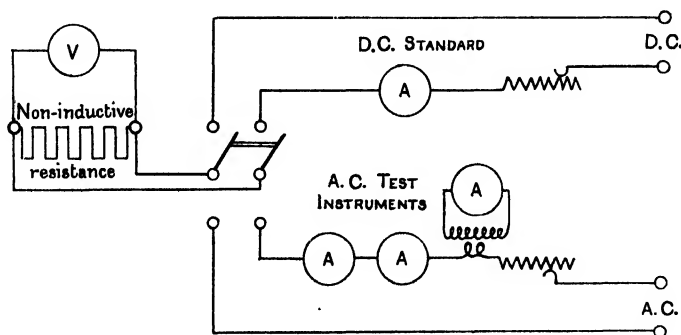 D.C. STANDARD
D.C.
V
A
Non-inductive
resistance
A.C. TEST
INSTRUMENTS
A
A
A
A.C.